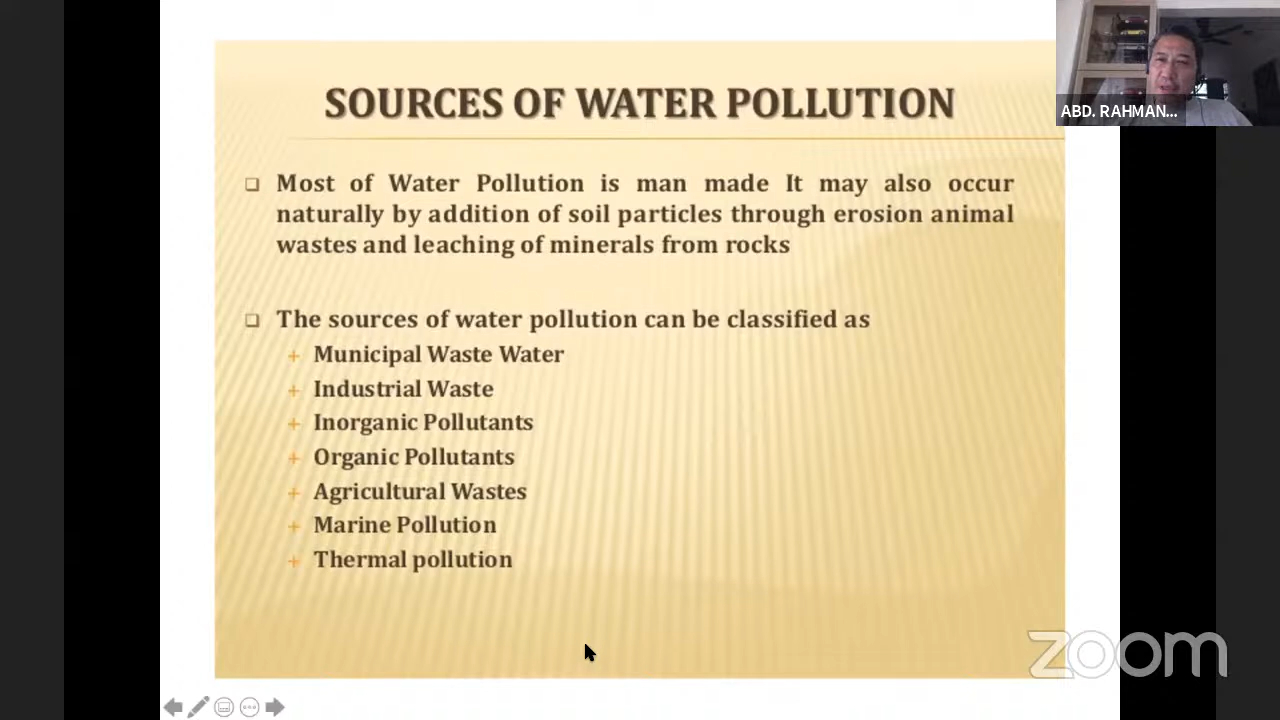 SOURCES OF WATER POLLUTION
ABD. RAHMAN...
Most of Water Pollution is man made It may also occur
naturally by addition of soil particles through erosion animal
wastes and leaching of minerals from rocks
The sources of water pollution can be classified as
Municipal Waste Water
Industrial Waste
Inorganic Pollutants
Organic Pollutants
Agricultural Wastes
Marine Pollution
Thermal pollution
zoom